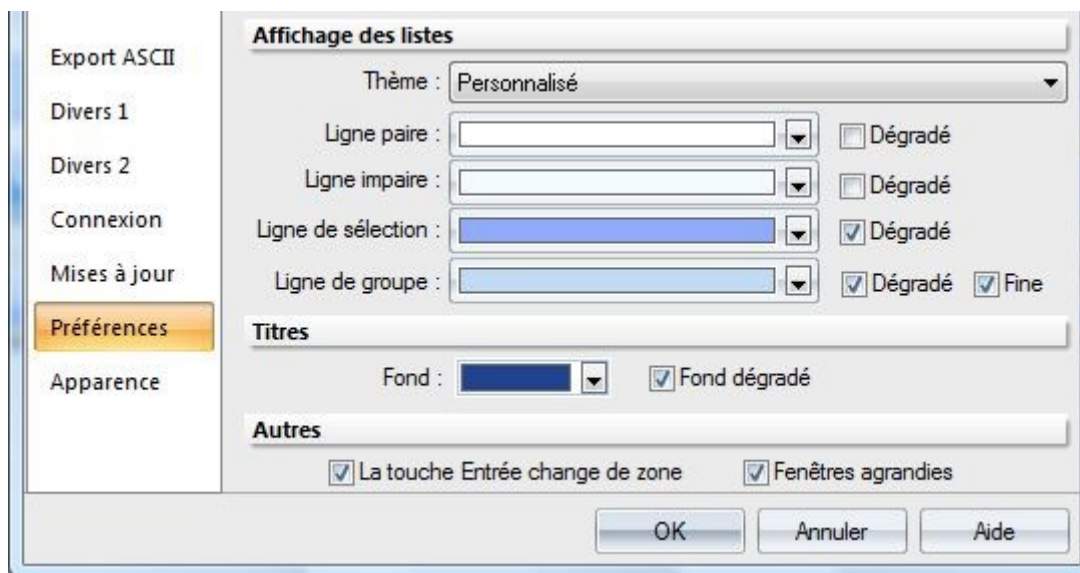 Export ASCII
Divers 1
Divers 2
Connexion
Mises à jour
Préférences
Apparence
Affichage des listes
Thème : Personnalisé
Ligne paire : Dégradé
Ligne impaire : Dégradé
Ligne de sélection : Dégradé
Ligne de groupe : Dégradé Fine
Titres
Fond : Fond dégradé
Autres
La touche Entrée change de zone Fenêtres agrandies
OK Annuler Aide